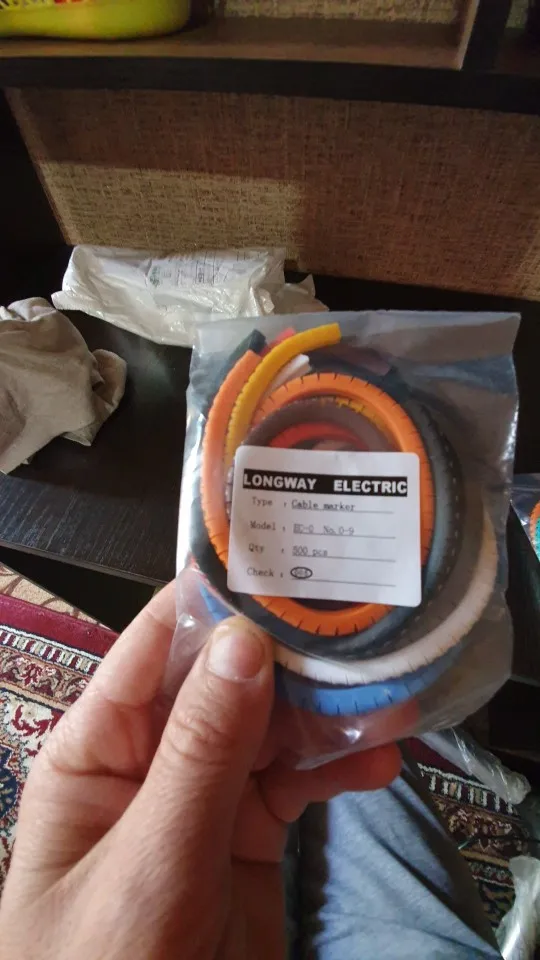 LONGWAY ELECTRIC
Type : Cable marker
Model : EC-0 No.0-9
Qty : 500 pcs
Check :